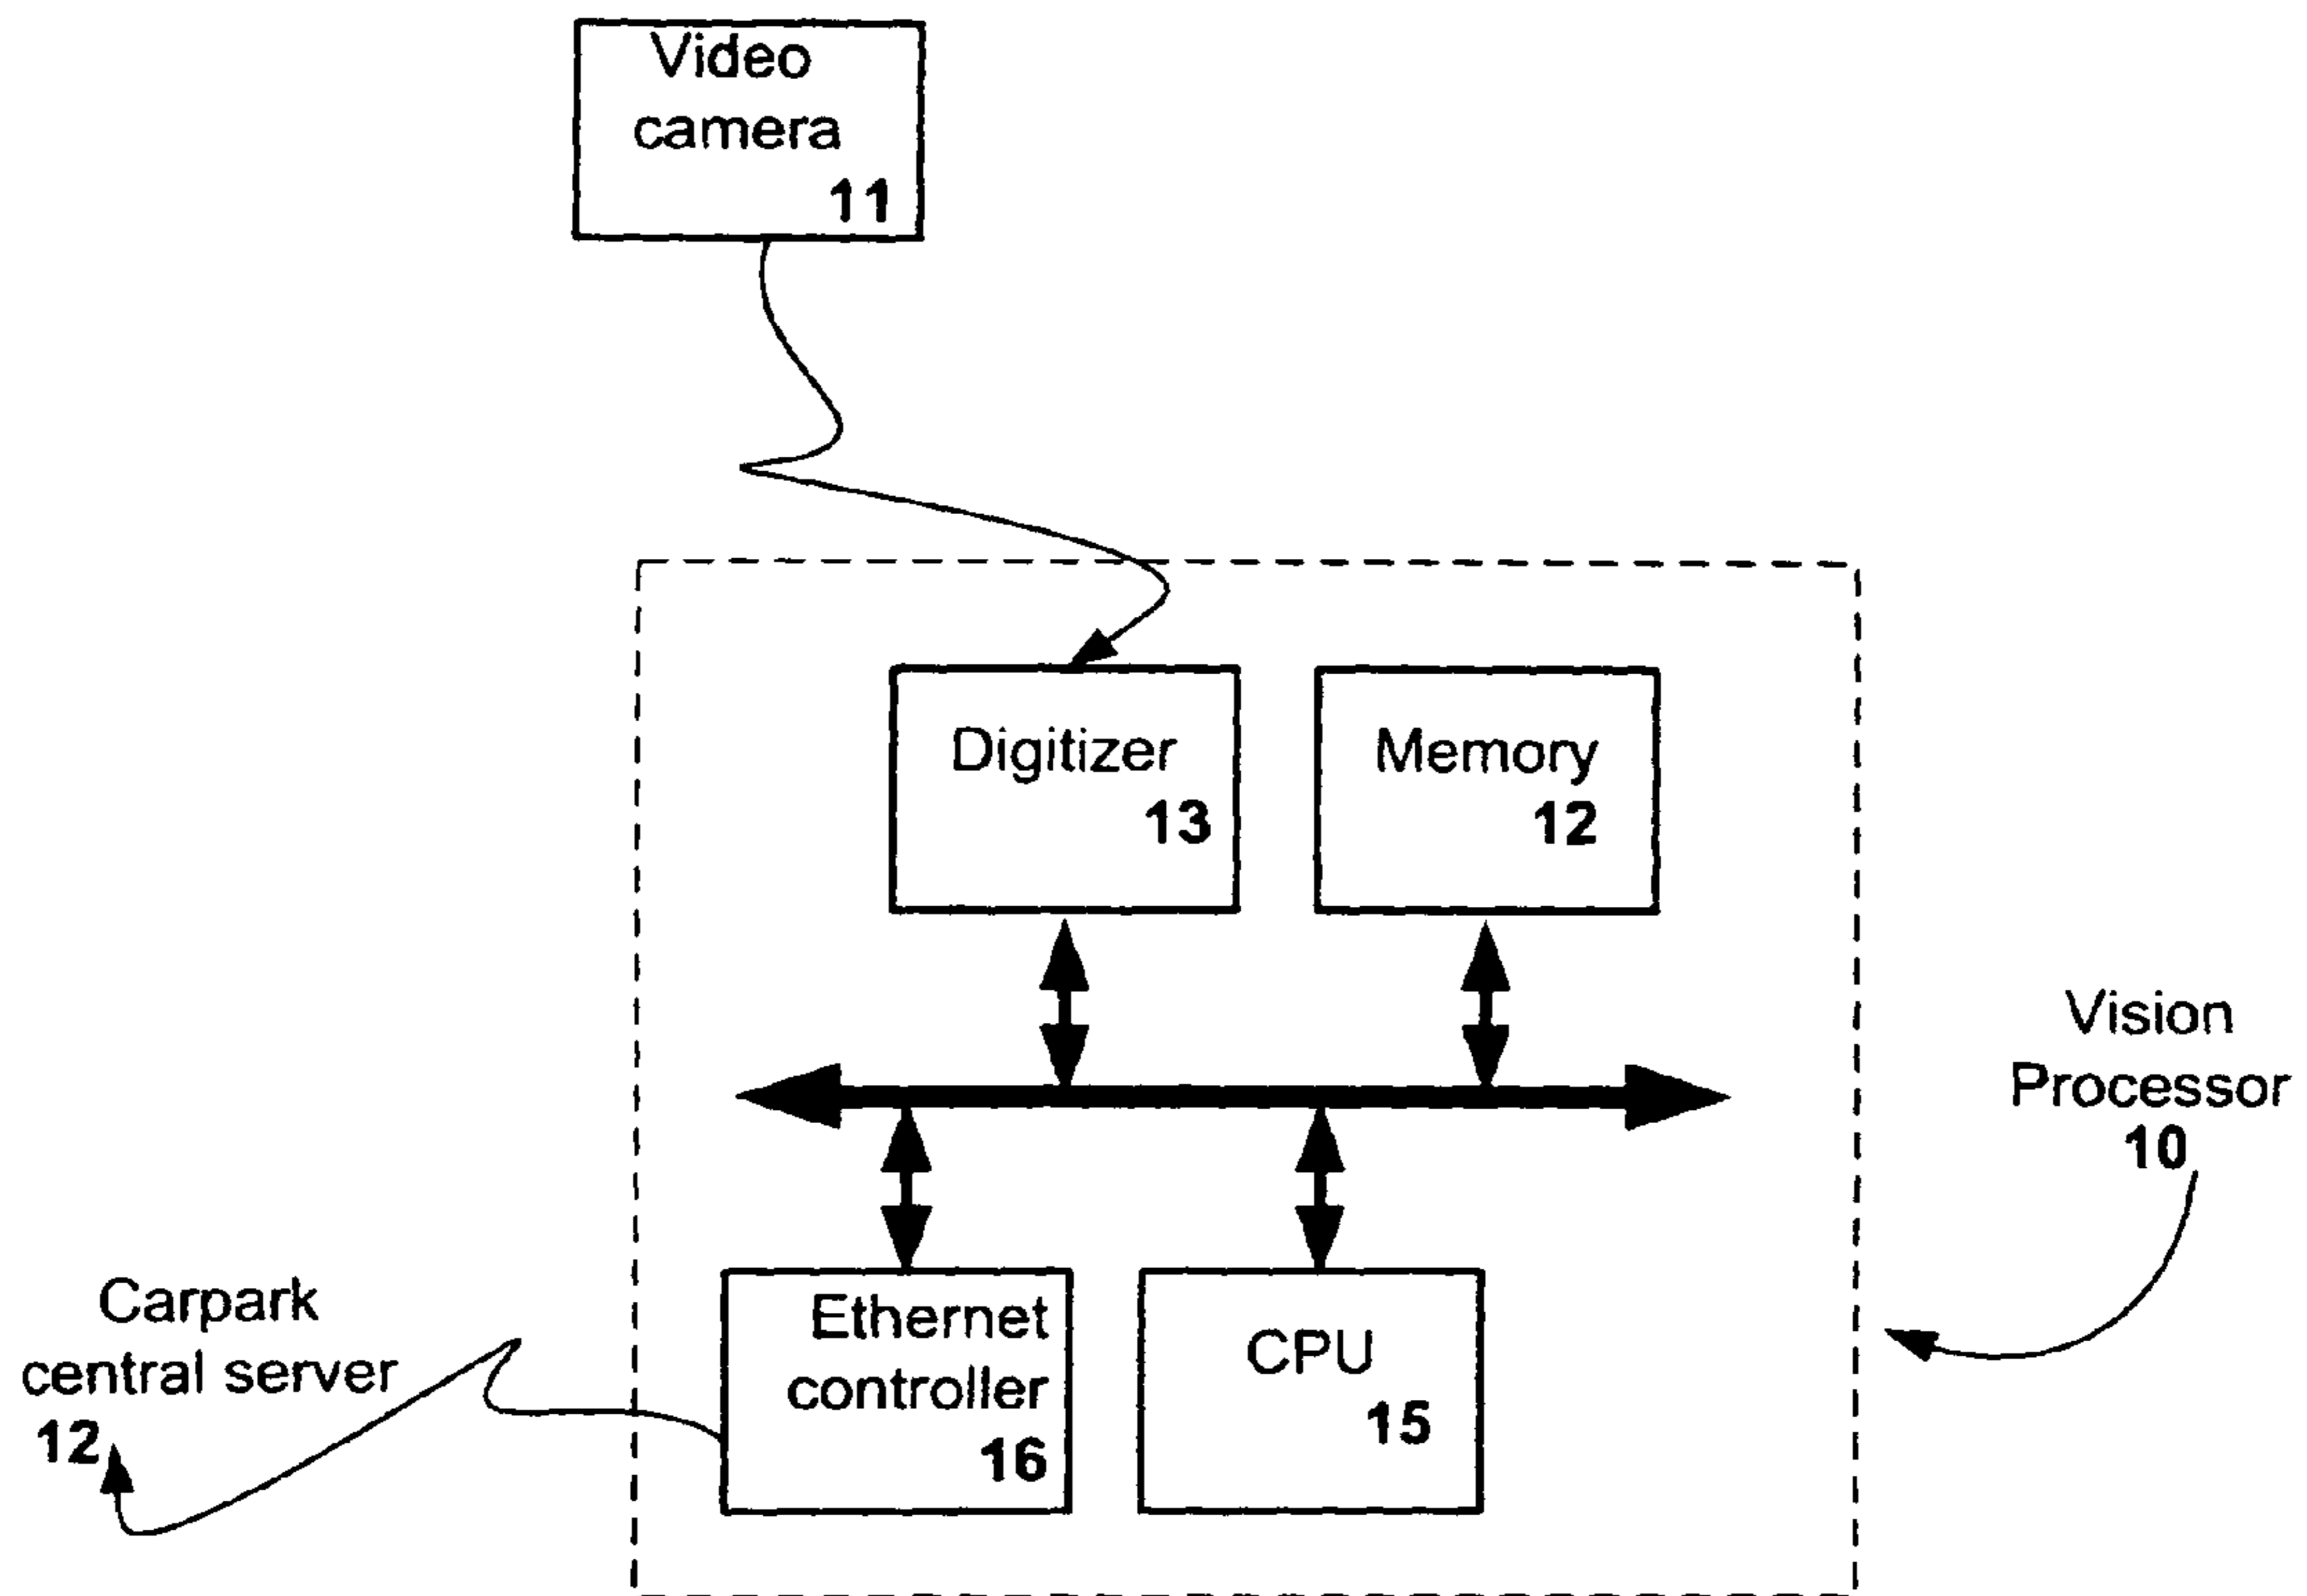 Video
camera
11
Digitizer
13
Memory
12
Vision
Processor
10
Carpark
central server
12
Ethernet
controller
16
CPU
15